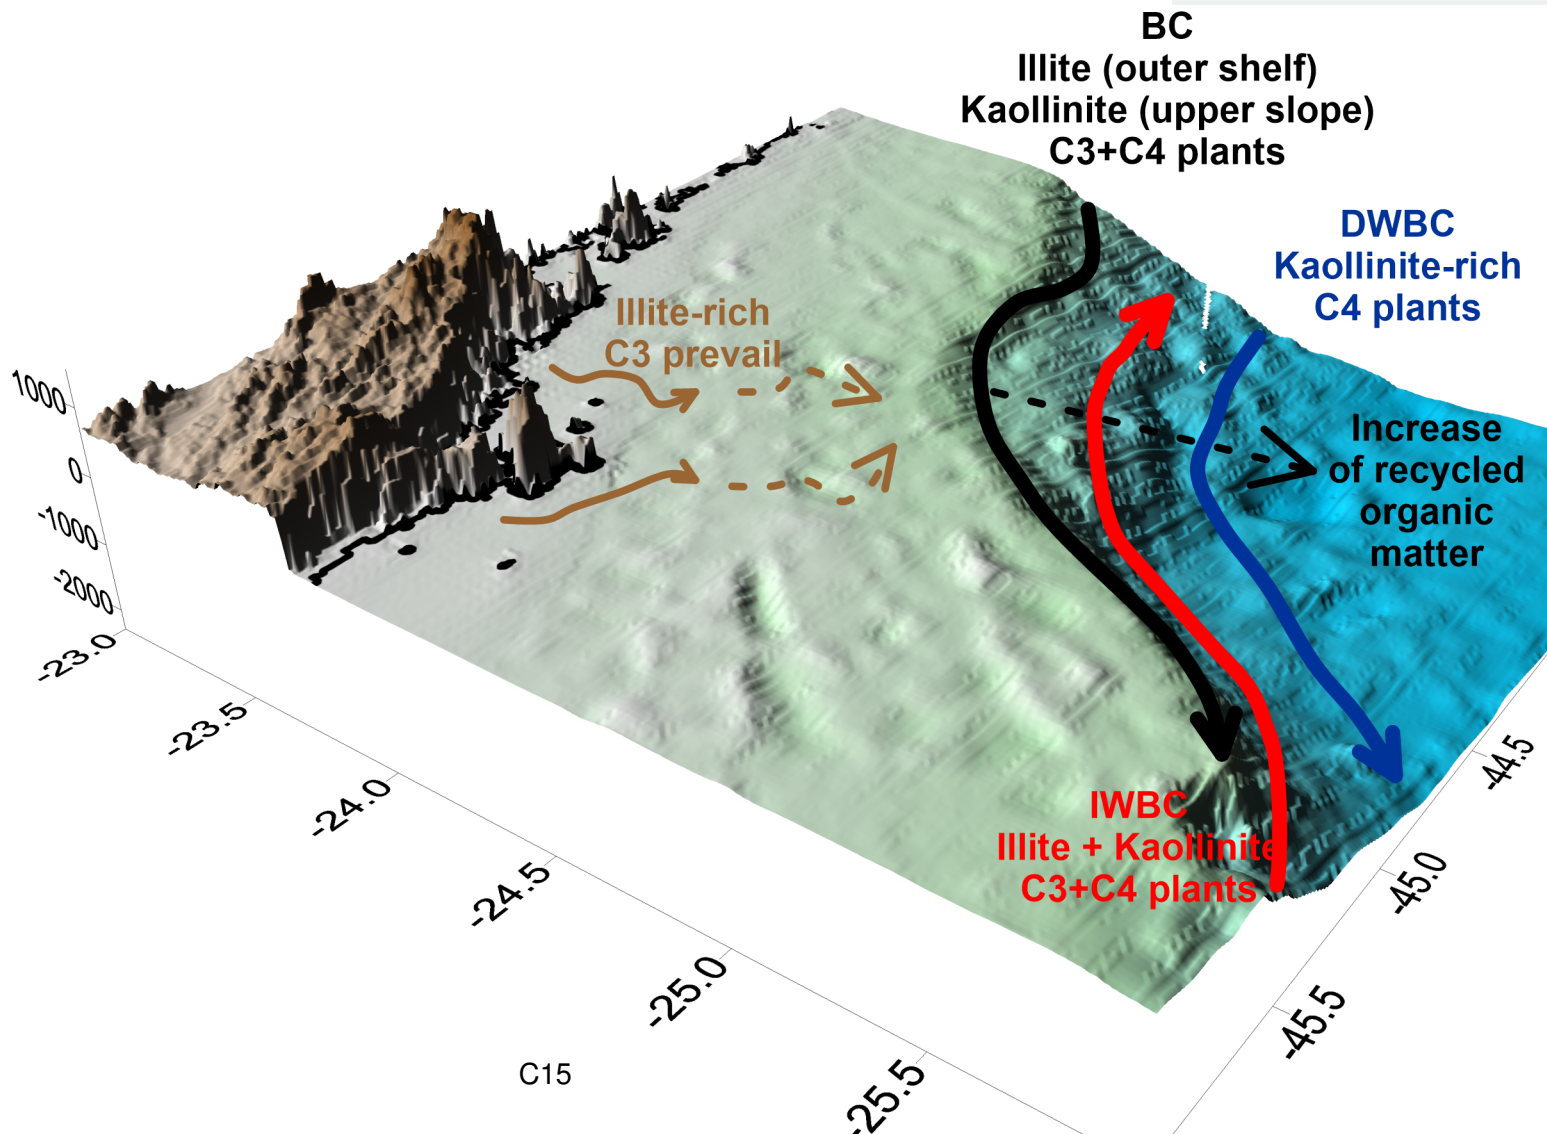 BC
Illite (outer shelf)
Kaollinite (upper slope)
C3+C4 plants
DWBC
Kaollinite-rich
C4 plants
Illite-rich
C3 prevail
Increase
of recycled
organic
matter
IWBC
Illite + Kaollinite
C3+C4 plants
1000
0
-1000
-2000
-23.0
-23.5
-24.0
-24.5
-25.0
-25.5
-44.5
-45.0
-45.5
C15